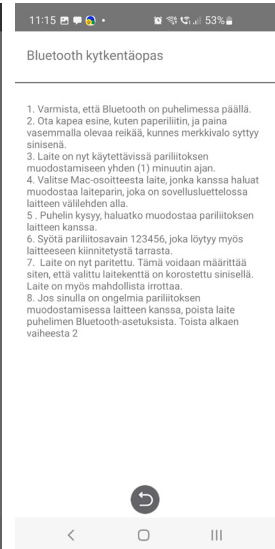 11:15
53%
Bluetooth kytkentäopas
1. Varmista, että Bluetooth on puhelimessa päällä.
2. Ota kapea esine, kuten paperiliitin, ja paina
vasemmalla olevaa reikää, kunnes merkkivalo syttyy
sinisenä.
3. Laite on nyt käytettävissä pariliitoksen
muodostamiseen yhden (1) minuutin ajan.
4. Valitse Mac-osoitteesta laite, jonka kanssa haluat
muodostaa laiteparin, joka on sovellusluettelossa
laitteen välilehden alla.
5 . Puhelin kysyy, haluatko muodostaa pariliitoksen
laitteen kanssa.
6. Syötä pariliitosavain 123456, joka löytyy myös
laitteeseen kiinnitetystä tarrasta.
7.  Laite on nyt paritettu. Tämä voidaan määrittää
siten, että valittu laitekenttä on korostettu sinisellä.
Laite on myös mahdollista irrottaa.
8. Jos sinulla on ongelmia pariliitoksen
muodostamisessa laitteen kanssa, poista laite
puhelimen Bluetooth-asetuksista. Toista alkaen
vaiheesta 2